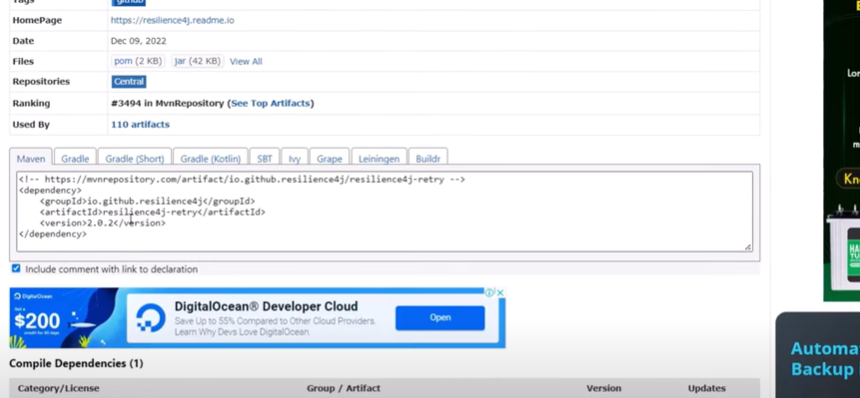 Tags github
HomePage https://resilience4j.readme.io
Date Dec 09, 2022
Files pom (2 KB) jar (42 KB) View All
Repositories Central
Ranking #3494 in MvnRepository (See Top Artifacts)
Used By 110 artifacts
Maven Gradle Gradle (Short) Gradle (Kotlin) SBT Ivy Grape Leiningen Buildr
<!-- https://mvnrepository.com/artifact/io.github.resilience4j/resilience4j-retry -->
<dependency>
    <groupId>io.github.resilience4j</groupId>
    <artifactId>resilience4j-retry</artifactId>
    <version>2.0.2</version>
</dependency>
Include comment with link to declaration
DigitalOcean
$200
DigitalOcean® Developer Cloud
Save Up to 55% Compared to Other Cloud Providers.
Learn Why Devs Love DigitalOcean.
Open
Compile Dependencies (1)
Category/License Group / Artifact Version Updates
Lor
m
Kn
Automa
Backup